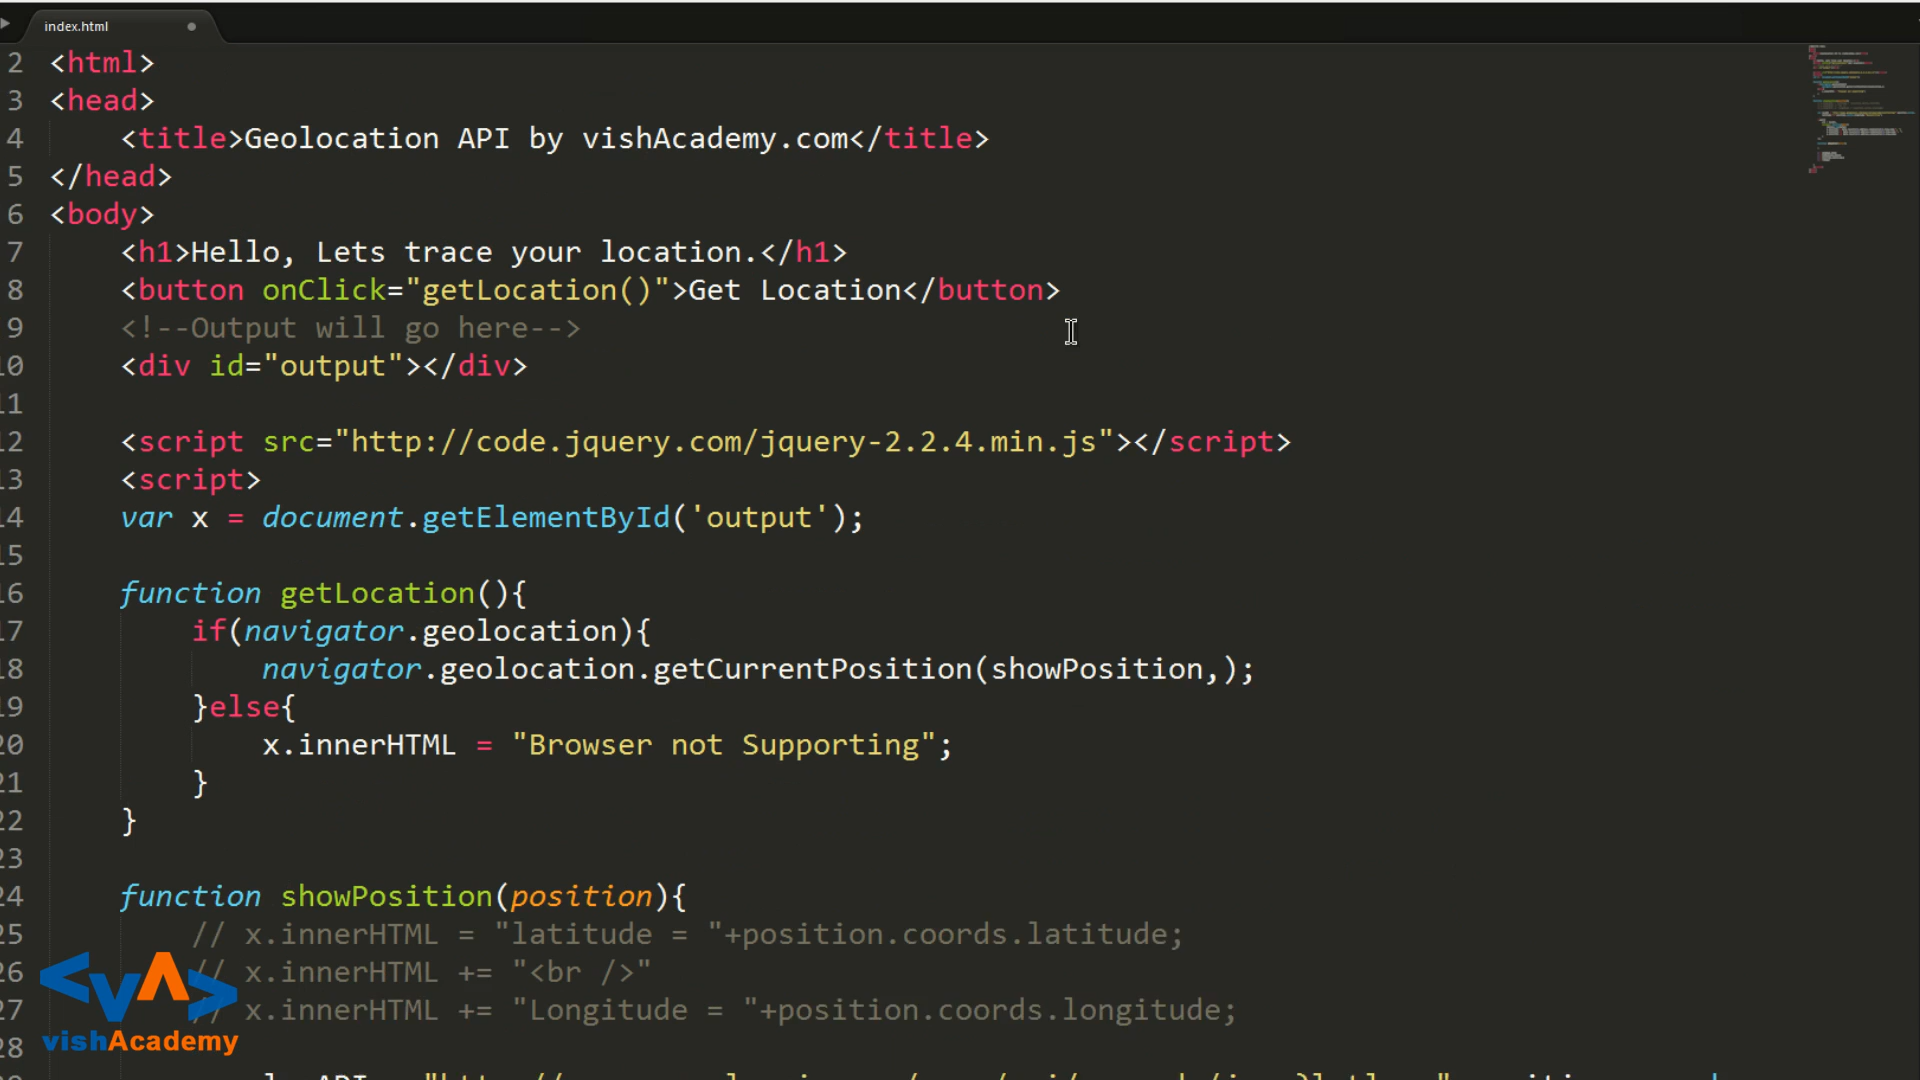 index.html
2 <html>
3 <head>
4 <title>Geolocation API by vishAcademy.com</title>
5 </head>
6 <body>
7 <h1>Hello, Lets trace your location.</h1>
8 <button onClick="getLocation()">Get Location</button>
9 <!--Output will go here-->
10 <div id="output"></div>
11
12 <script src="http://code.jquery.com/jquery-2.2.4.min.js"></script>
13 <script>
14 var x = document.getElementById('output');
15
16 function getLocation(){
17 if(navigator.geolocation){
18 navigator.geolocation.getCurrentPosition(showPosition,);
19 }else{
20 x.innerHTML = "Browser not Supporting";
21 }
22 }
23
24 function showPosition(position){
25 // x.innerHTML = "latitude = "+position.coords.latitude;
26 // x.innerHTML += "<br />"
27 // x.innerHTML += "Longitude = "+position.coords.longitude;
28
vishAcademy